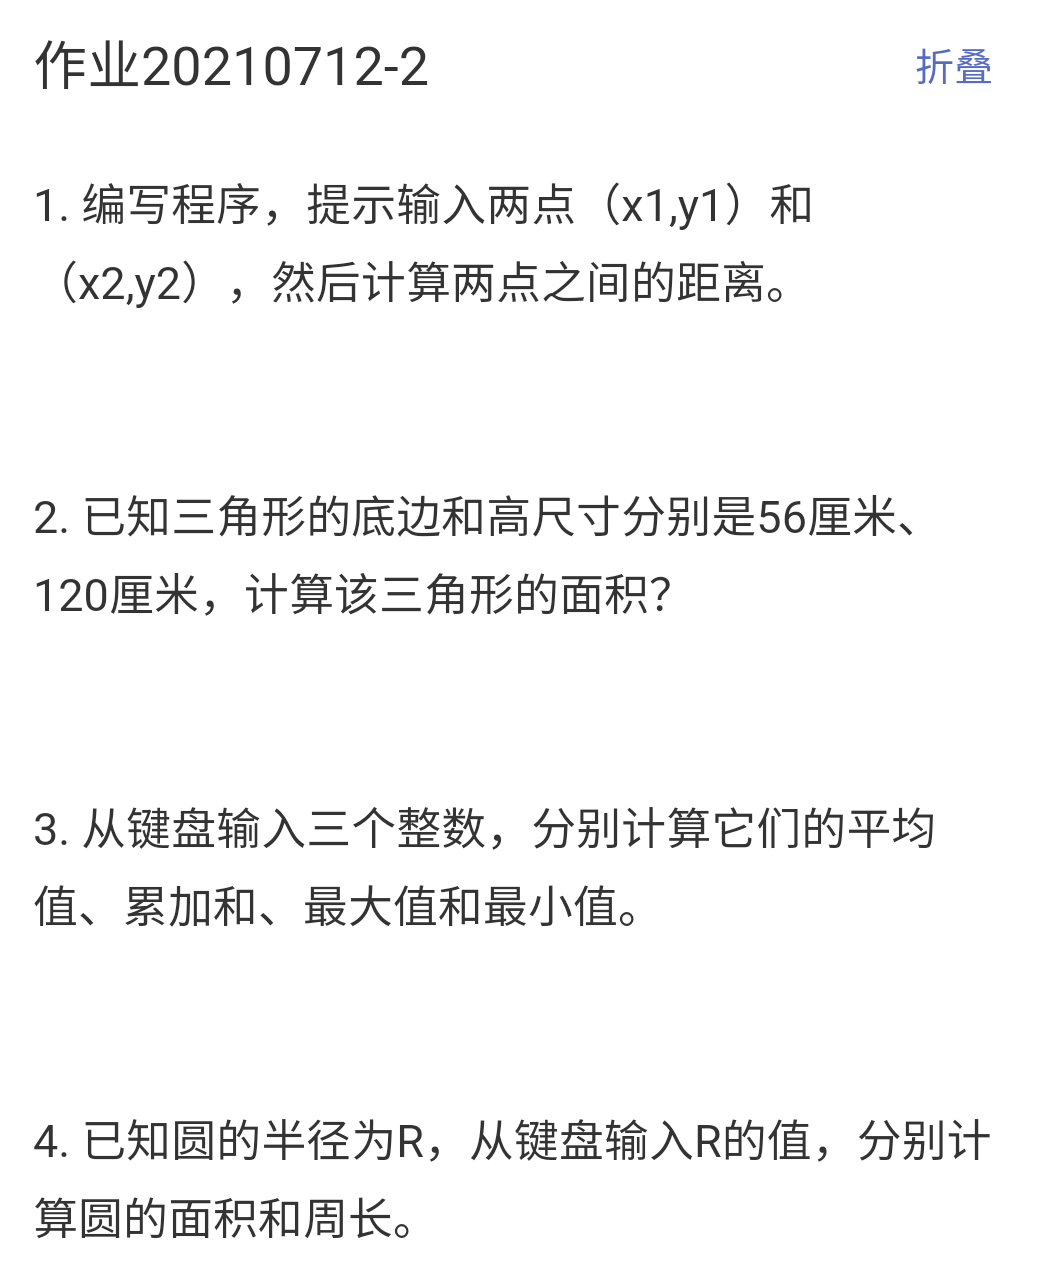 作业20210712-2
折叠
1. 编写程序，提示输入两点（x1,y1）和
（x2,y2），然后计算两点之间的距离。
2. 已知三角形的底边和高尺寸分别是56厘米、
120厘米，计算该三角形的面积？
3. 从键盘输入三个整数，分别计算它们的平均
值、累加和、最大值和最小值。
4. 已知圆的半径为R，从键盘输入R的值，分别计
算圆的面积和周长。